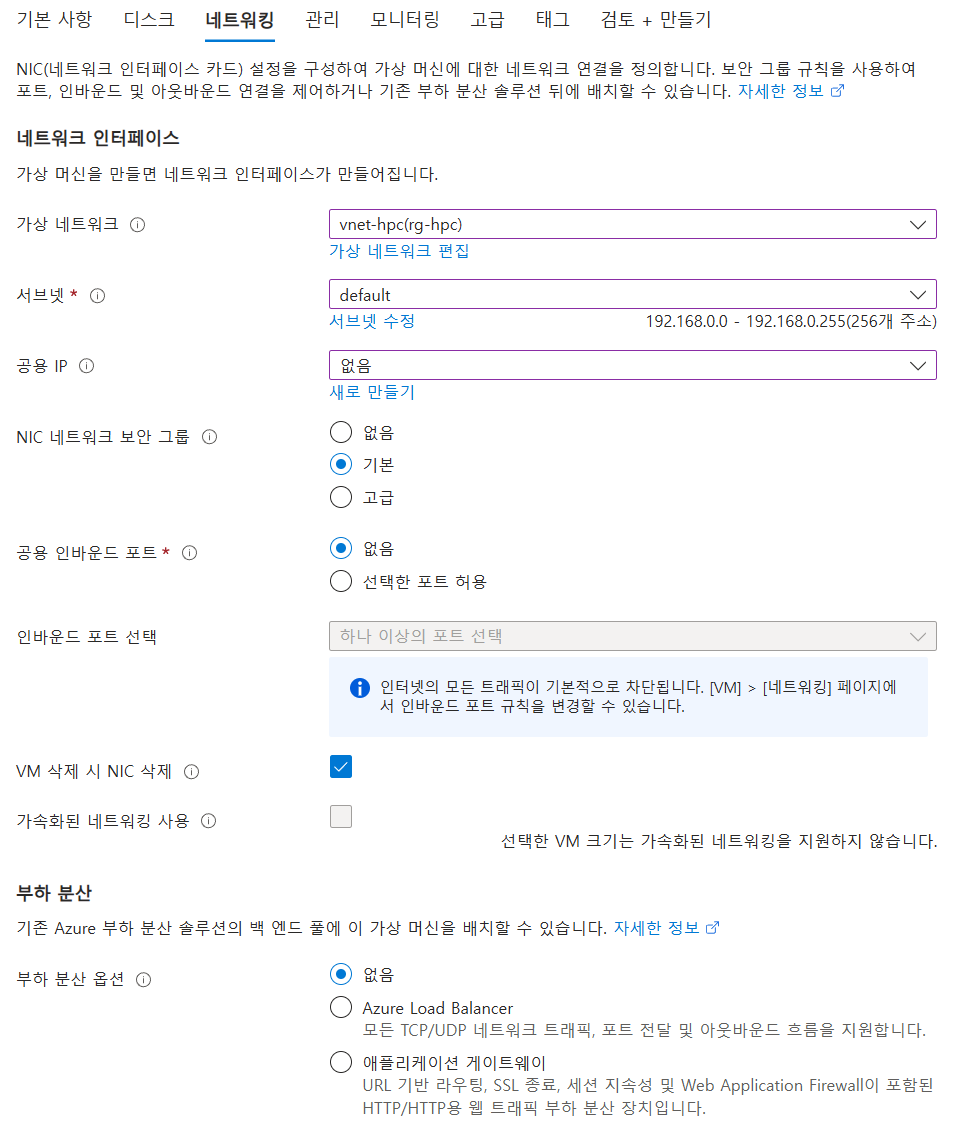 기본 사항 디스크 네트워킹 관리 모니터링 고급 태그 검토 + 만들기
NIC(네트워크 인터페이스 카드) 설정을 구성하여 가상 머신에 대한 네트워크 연결을 정의합니다. 보안 그룹 규칙을 사용하여
포트, 인바운드 및 아웃바운드 연결을 제어하거나 기존 부하 분산 솔루션 뒤에 배치할 수 있습니다. 자세한 정보
네트워크 인터페이스
가상 머신을 만들면 네트워크 인터페이스가 만들어집니다.
가상 네트워크 vnet-hpc(rg-hpc)
가상 네트워크 편집
서브넷 * default
서브넷 수정 192.168.0.0 - 192.168.0.255(256개 주소)
공용 IP 없음
새로 만들기
NIC 네트워크 보안 그룹 없음
기본
고급
공용 인바운드 포트 * 없음
선택한 포트 허용
인바운드 포트 선택 하나 이상의 포트 선택
인터넷의 모든 트래픽이 기본적으로 차단됩니다. [VM] > [네트워킹] 페이지에
서 인바운드 포트 규칙을 변경할 수 있습니다.
VM 삭제 시 NIC 삭제
가속화된 네트워킹 사용
선택한 VM 크기는 가속화된 네트워킹을 지원하지 않습니다.
부하 분산
기존 Azure 부하 분산 솔루션의 백 엔드 풀에 이 가상 머신을 배치할 수 있습니다. 자세한 정보
부하 분산 옵션 없음
Azure Load Balancer
모든 TCP/UDP 네트워크 트래픽, 포트 전달 및 아웃바운드 흐름을 지원합니다.
애플리케이션 게이트웨이
URL 기반 라우팅, SSL 종료, 세션 지속성 및 Web Application Firewall이 포함된
HTTP/HTTP용 웹 트래픽 부하 분산 장치입니다.